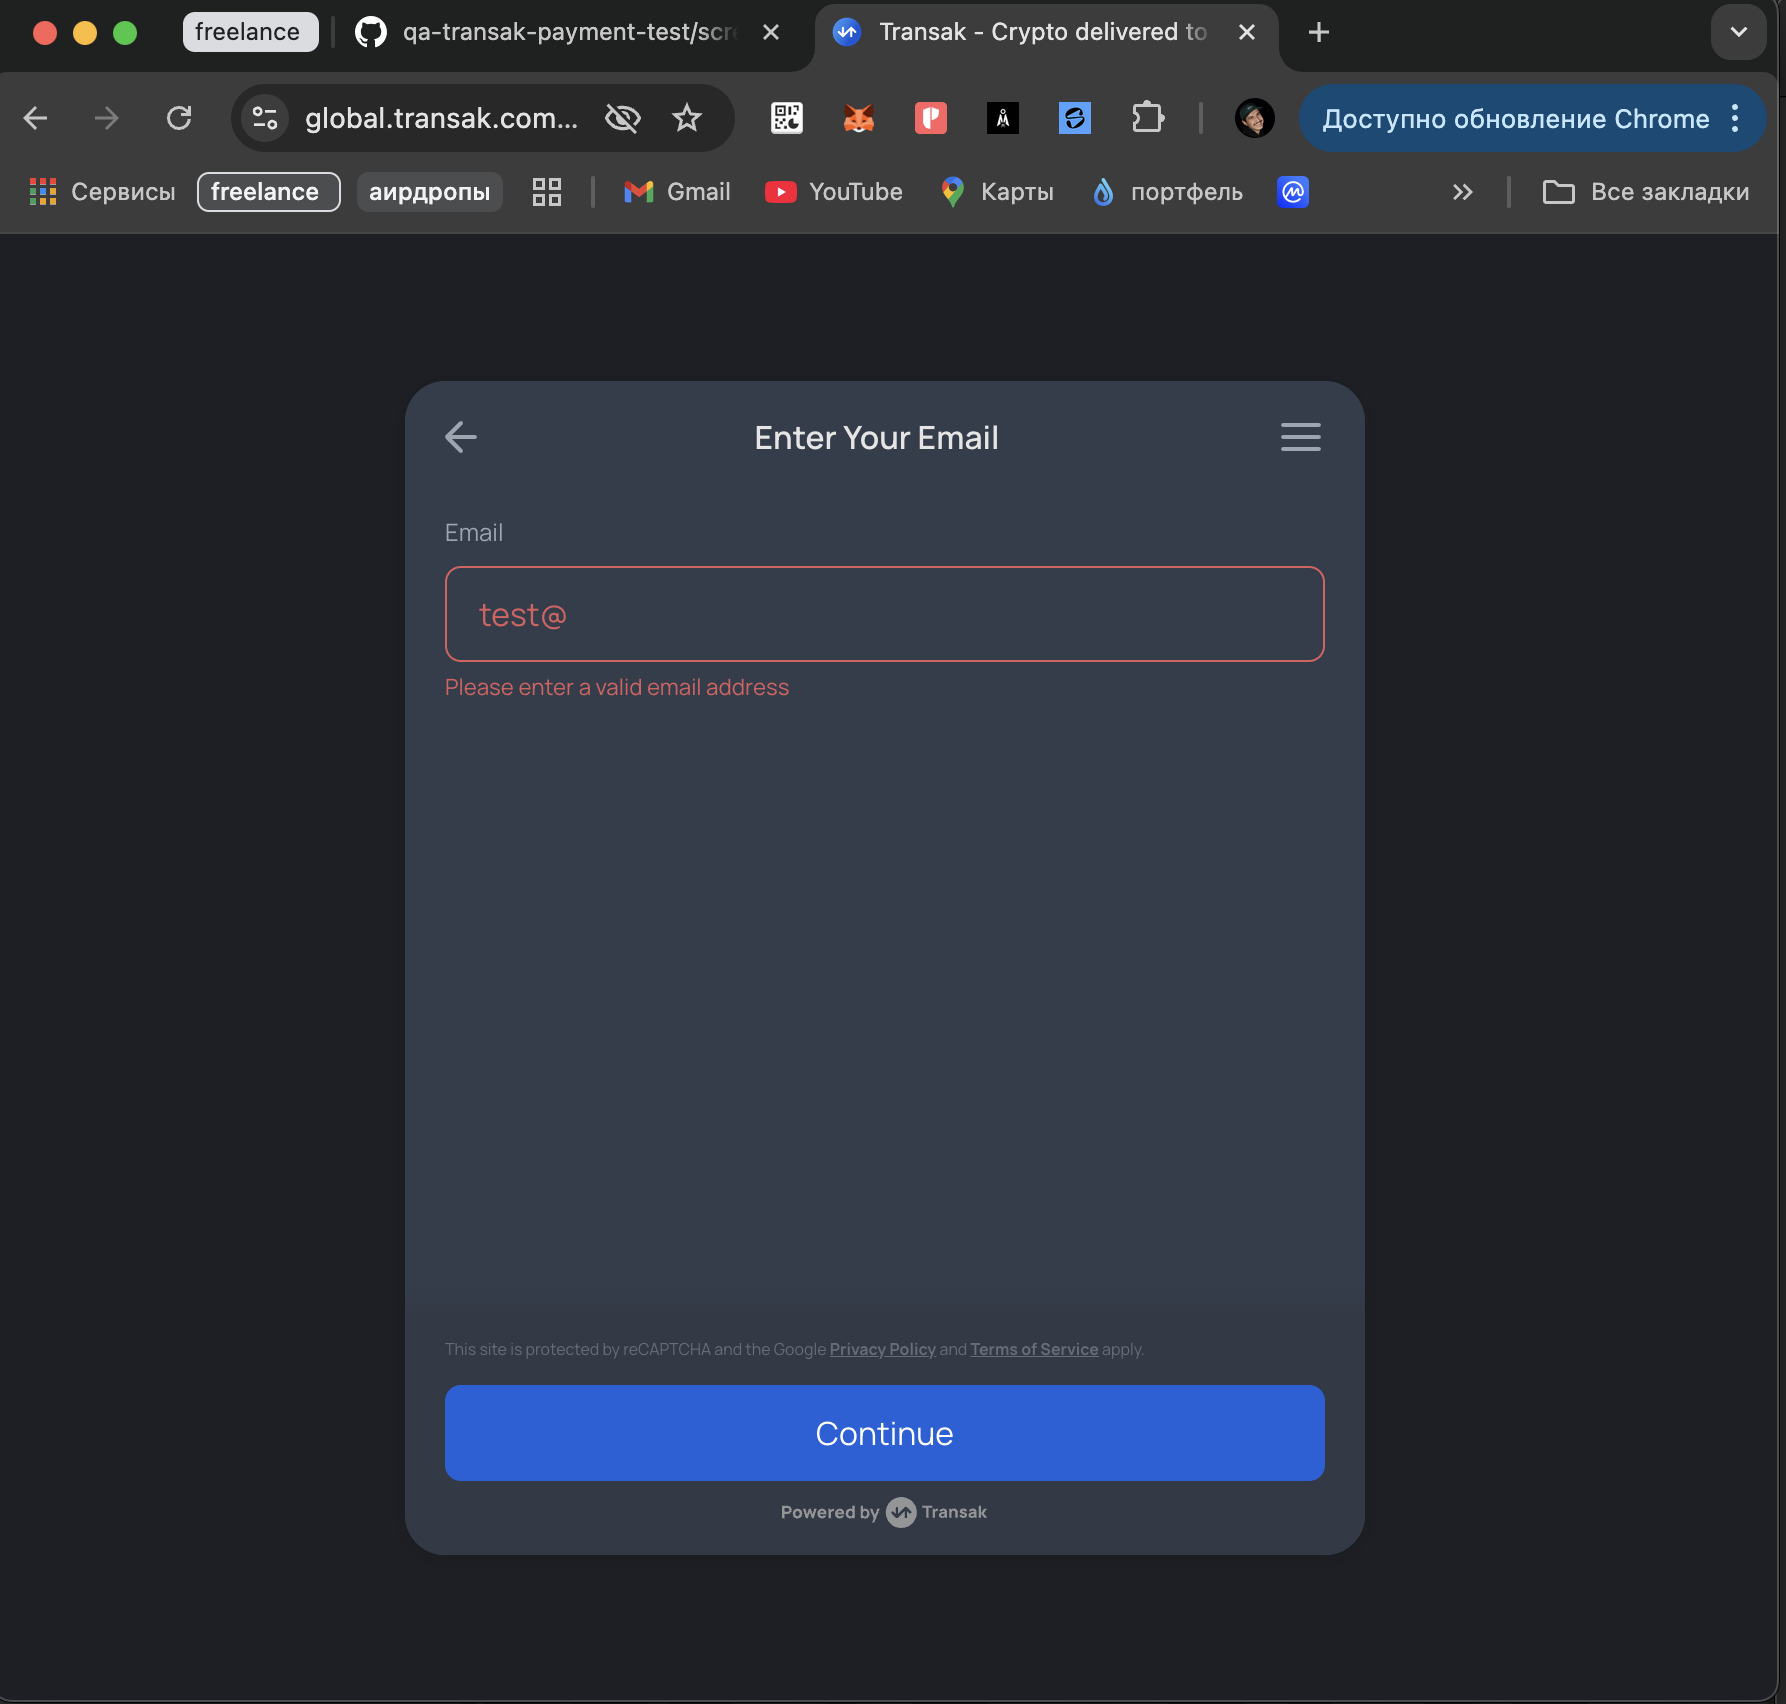 freelance
qa-transak-payment-test/scre
Transak - Crypto delivered to
global.transak.com...
Доступно обновление Chrome
Сервисы
freelance
аирдропы
Gmail
YouTube
Карты
портфель
Все закладки
Enter Your Email
Email
test@
Please enter a valid email address
This site is protected by reCAPTCHA and the Google Privacy Policy and Terms of Service apply.
Continue
Powered by Transak